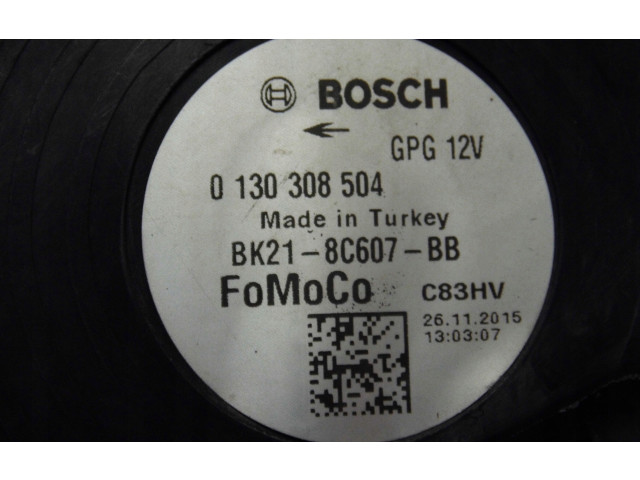 BOSCH
GPG 12V
0 130 308 504
Made in Turkey
BK21-8C607-BB
FoMoCo C83HV
26.11.2015
13:03:07